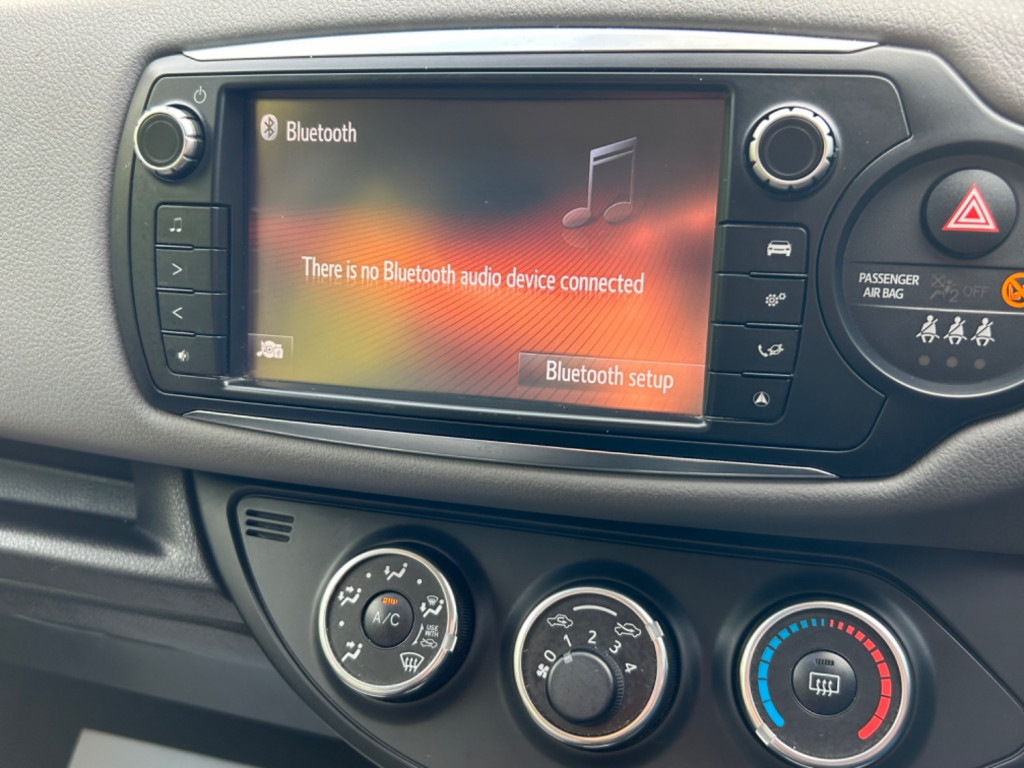 Bluetooth
There is no Bluetooth audio device connected
Bluetooth setup
PASSENGER
AIR BAG
2 OFF
A/C
USE
WITH
0 1 2 3 4